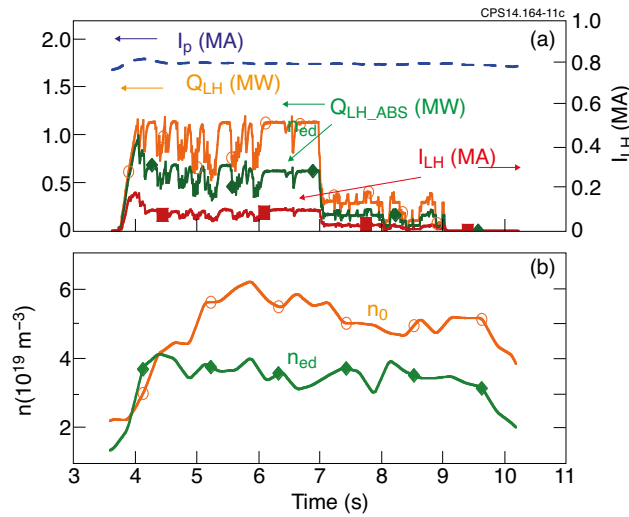 CPS14.164-11c
2.0
1.5
1.0
0.5
0
I_p (MA)
(a)
Q_LH (MW)
Q_LH_ABS (MW)
n_ed
I_LH (MA)
1.0
0.8
0.6
0.4
0.2
0
I_LH (MA)
n(10^19 m^−3)
6
4
2
(b)
n_0
n_ed
3 4 5 6 7 8 9 10 11
Time (s)